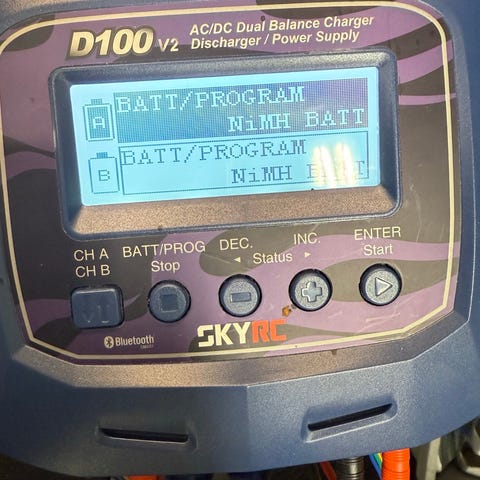 D100 V2
AC/DC Dual Balance Charger
Discharger / Power Supply
BATT/PROGRAM
A
NiMH BATT
BATT/PROGRAM
B
NiMH BATT
CH A
CH B
BATT/PROG
Stop
DEC.
INC.
◄ Status ►
ENTER
Start
Bluetooth
SKYRC